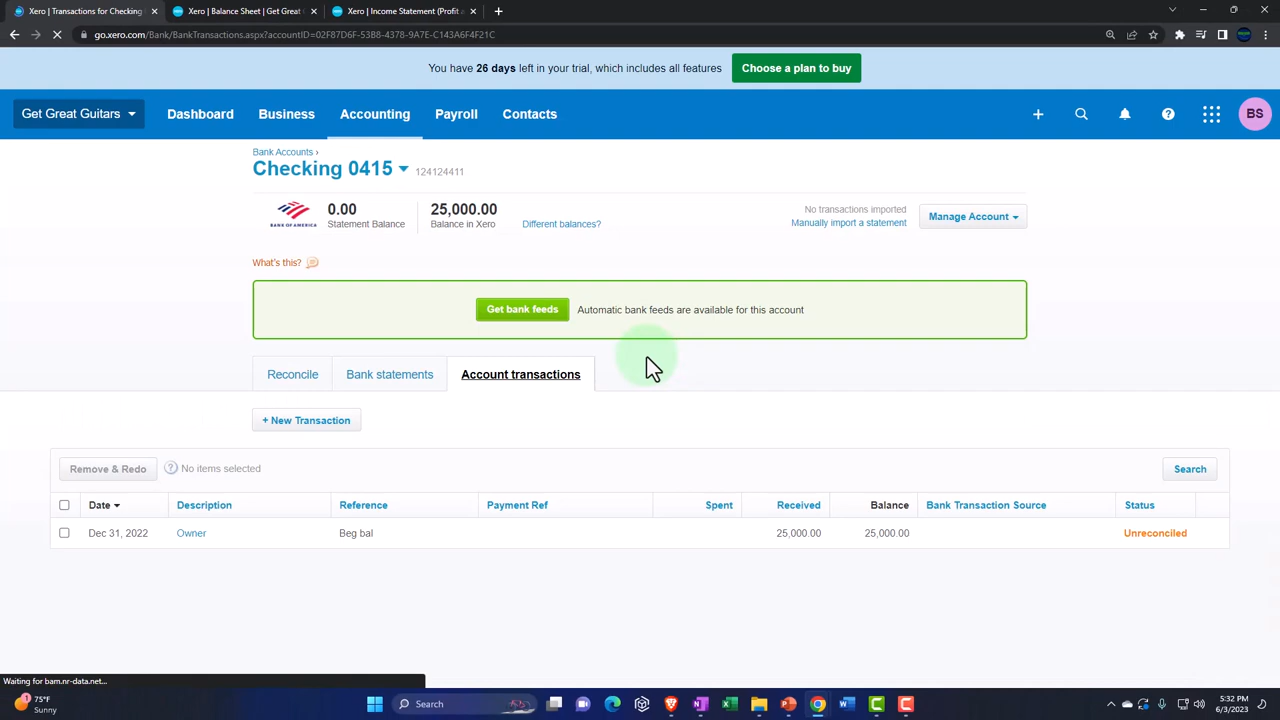 Xero | Transactions for Checking
Xero | Balance Sheet | Get Great G
Xero | Income Statement (Profit a
go.xero.com/Bank/BankTransactions.aspx?accountID=02F87D6F-53B8-4378-9A7E-C143A6F4F21C
You have 26 days left in your trial, which includes all features
Choose a plan to buy
Get Great Guitars
Dashboard
Business
Accounting
Payroll
Contacts
BS
Bank Accounts ›
Checking 0415 124124411
BANK OF AMERICA
0.00
Statement Balance
25,000.00
Balance in Xero
Different balances?
No transactions imported
Manually import a statement
Manage Account
What's this?
Get bank feeds
Automatic bank feeds are available for this account
Reconcile
Bank statements
Account transactions
+ New Transaction
Remove & Redo
? No items selected
Search
Date Description Reference Payment Ref Spent Received Balance Bank Transaction Source Status
Dec 31, 2022 Owner Beg bal 25,000.00 25,000.00 Unreconciled
Waiting for bam.nr-data.net...
1
75°F
Sunny
Search
5:32 PM
6/3/2023